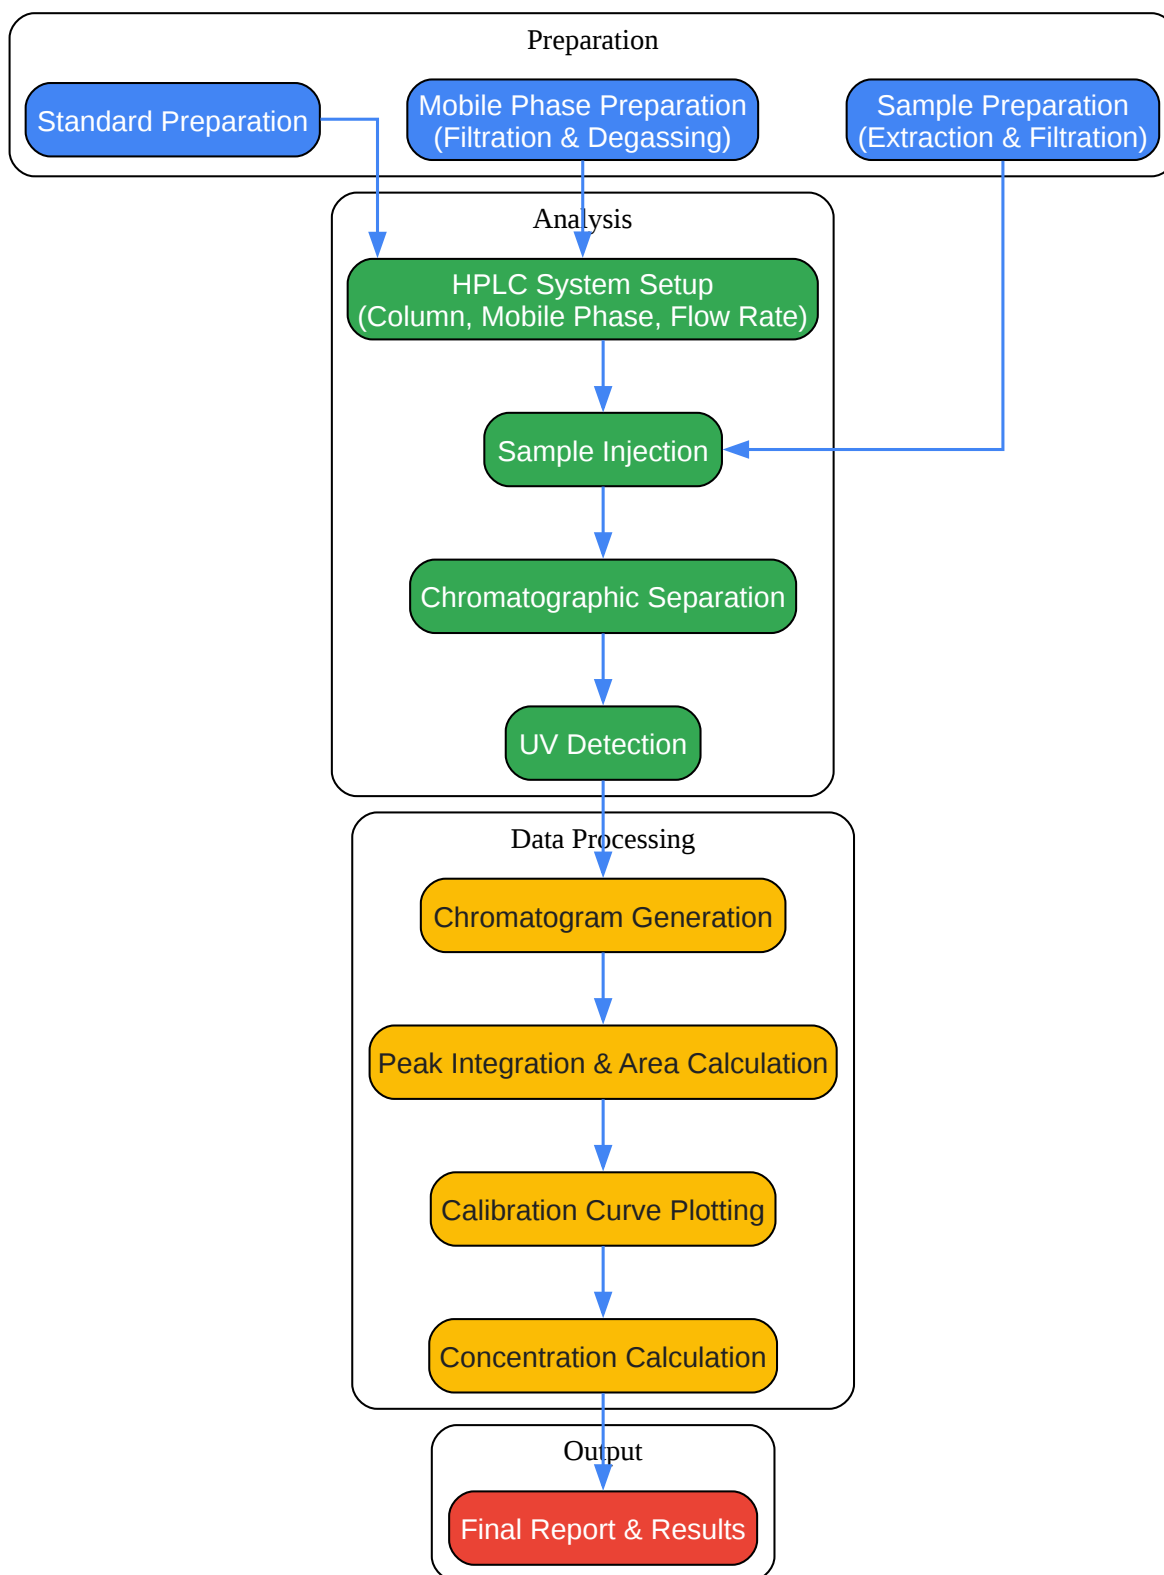 Preparation
Standard Preparation
Mobile Phase Preparation
(Filtration & Degassing)
Sample Preparation
(Extraction & Filtration)
Analysis
HPLC System Setup
(Column, Mobile Phase, Flow Rate)
Sample Injection
Chromatographic Separation
UV Detection
Data Processing
Chromatogram Generation
Peak Integration & Area Calculation
Calibration Curve Plotting
Concentration Calculation
Output
Final Report & Results